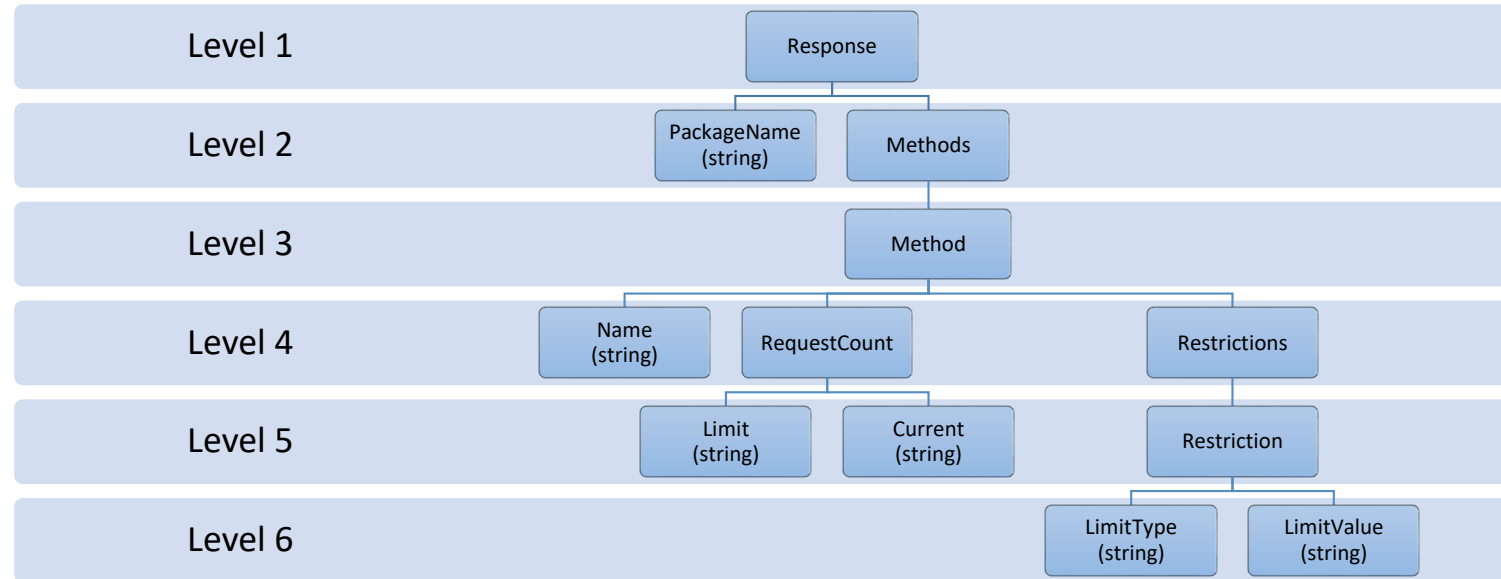 Level 1
Response
Level 2
PackageName
(string)
Methods
Level 3
Method
Level 4
Name
(string)
RequestCount
Restrictions
Level 5
Limit
(string)
Current
(string)
Restriction
Level 6
LimitType
(string)
LimitValue
(string)